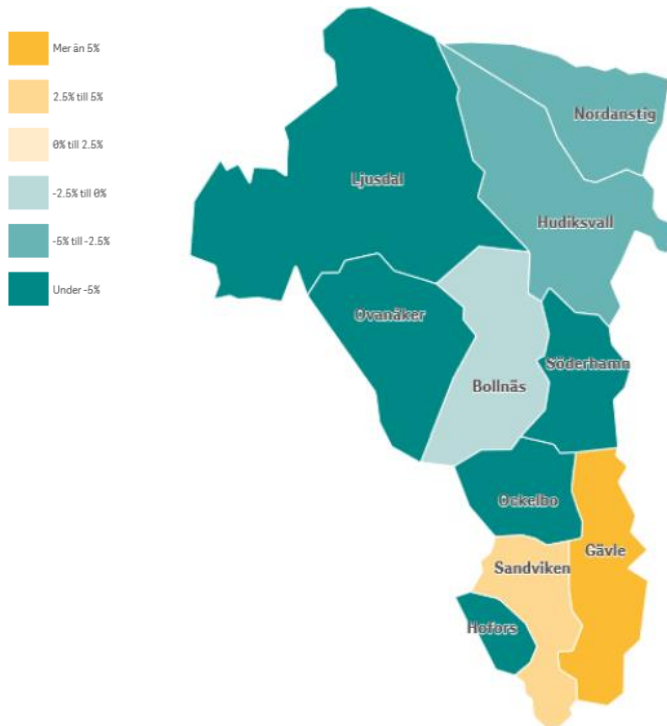 Mer än 5%
2.5% till 5%
0% till 2.5%
-2.5% till 0%
-5% till -2.5%
Under -5%
Nordanstig
Ljusdal
Hudiksvall
Ovanåker
Söderhamn
Bollnäs
Ockelbo
Gävle
Sandviken
Hofors